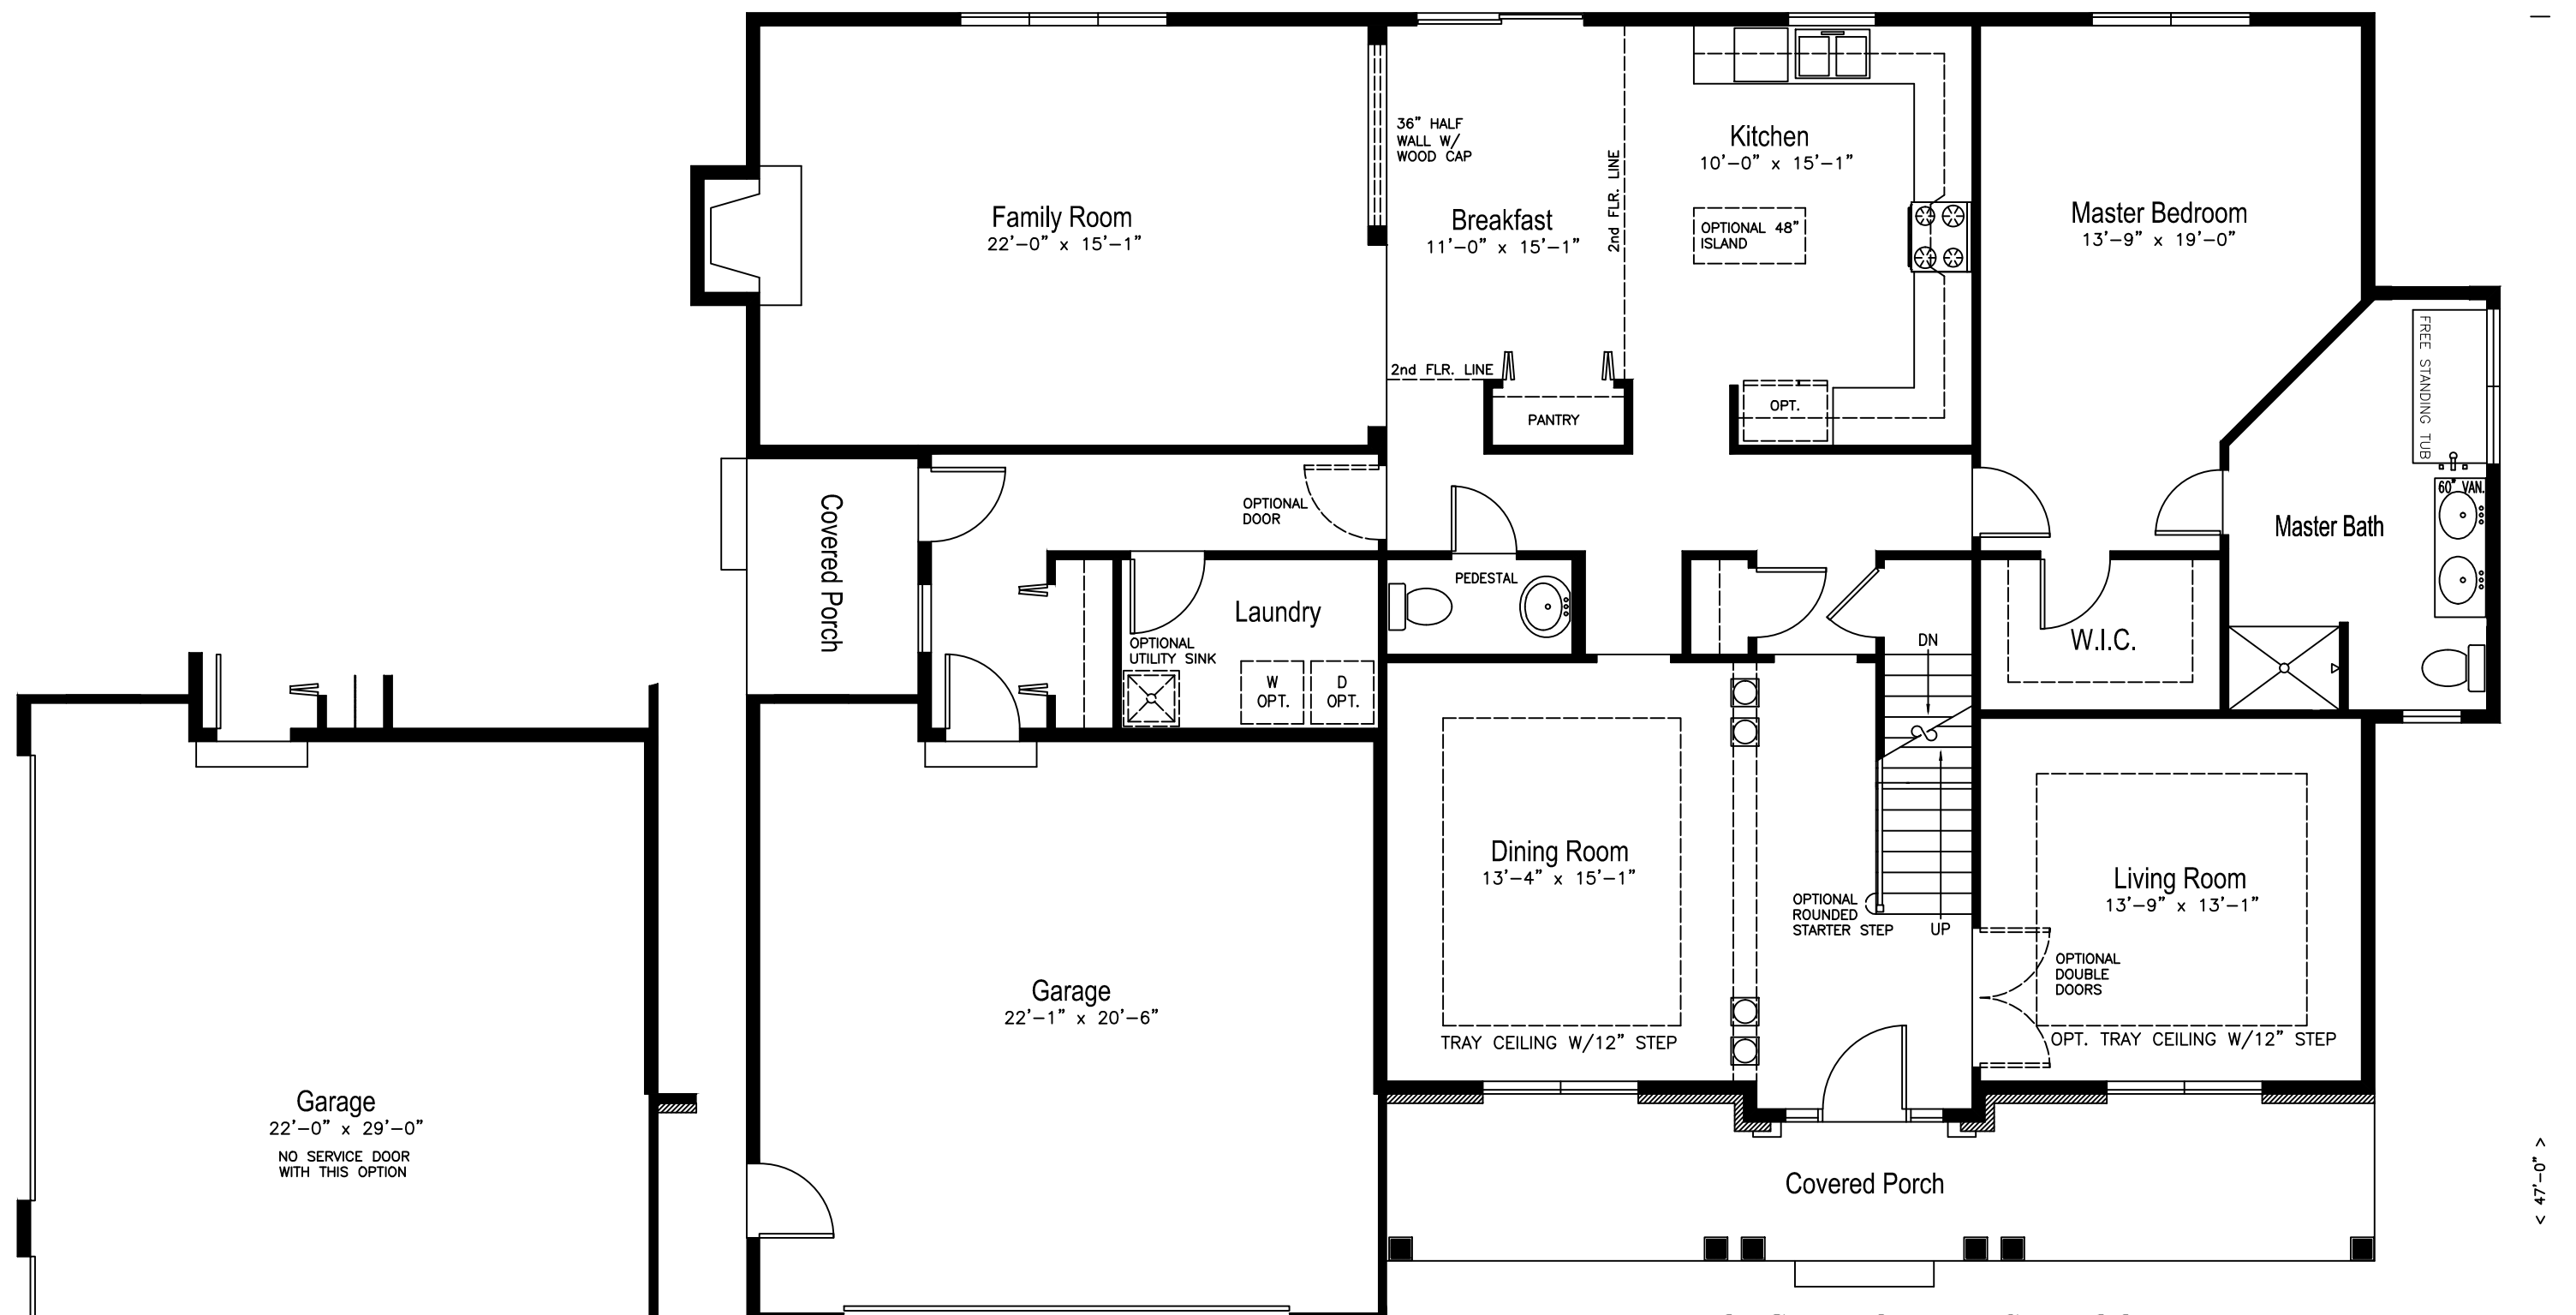 Family Room
22'-0" x 15'-1"
36" HALF
WALL W/
WOOD CAP
Breakfast
11'-0" x 15'-1"
2nd FLR. LINE
2nd FLR. LINE
PANTRY
Kitchen
10'-0" x 15'-1"
OPTIONAL 48"
ISLAND
OPT.
Master Bedroom
13'-9" x 19'-0"
FREE STANDING TUB
60" VAN.
Master Bath
W.I.C.
Covered Porch
OPTIONAL
DOOR
Laundry
OPTIONAL
UTILITY SINK
W
OPT.
D
OPT.
PEDESTAL
DN
Dining Room
13'-4" x 15'-1"
TRAY CEILING W/12" STEP
OPTIONAL
ROUNDED
STARTER STEP
UP
Living Room
13'-9" x 13'-1"
OPTIONAL
DOUBLE
DOORS
OPT. TRAY CEILING W/12" STEP
Garage
22'-1" x 20'-6"
Garage
22'-0" x 29'-0"
NO SERVICE DOOR
WITH THIS OPTION
Covered Porch
< 47'-0" >